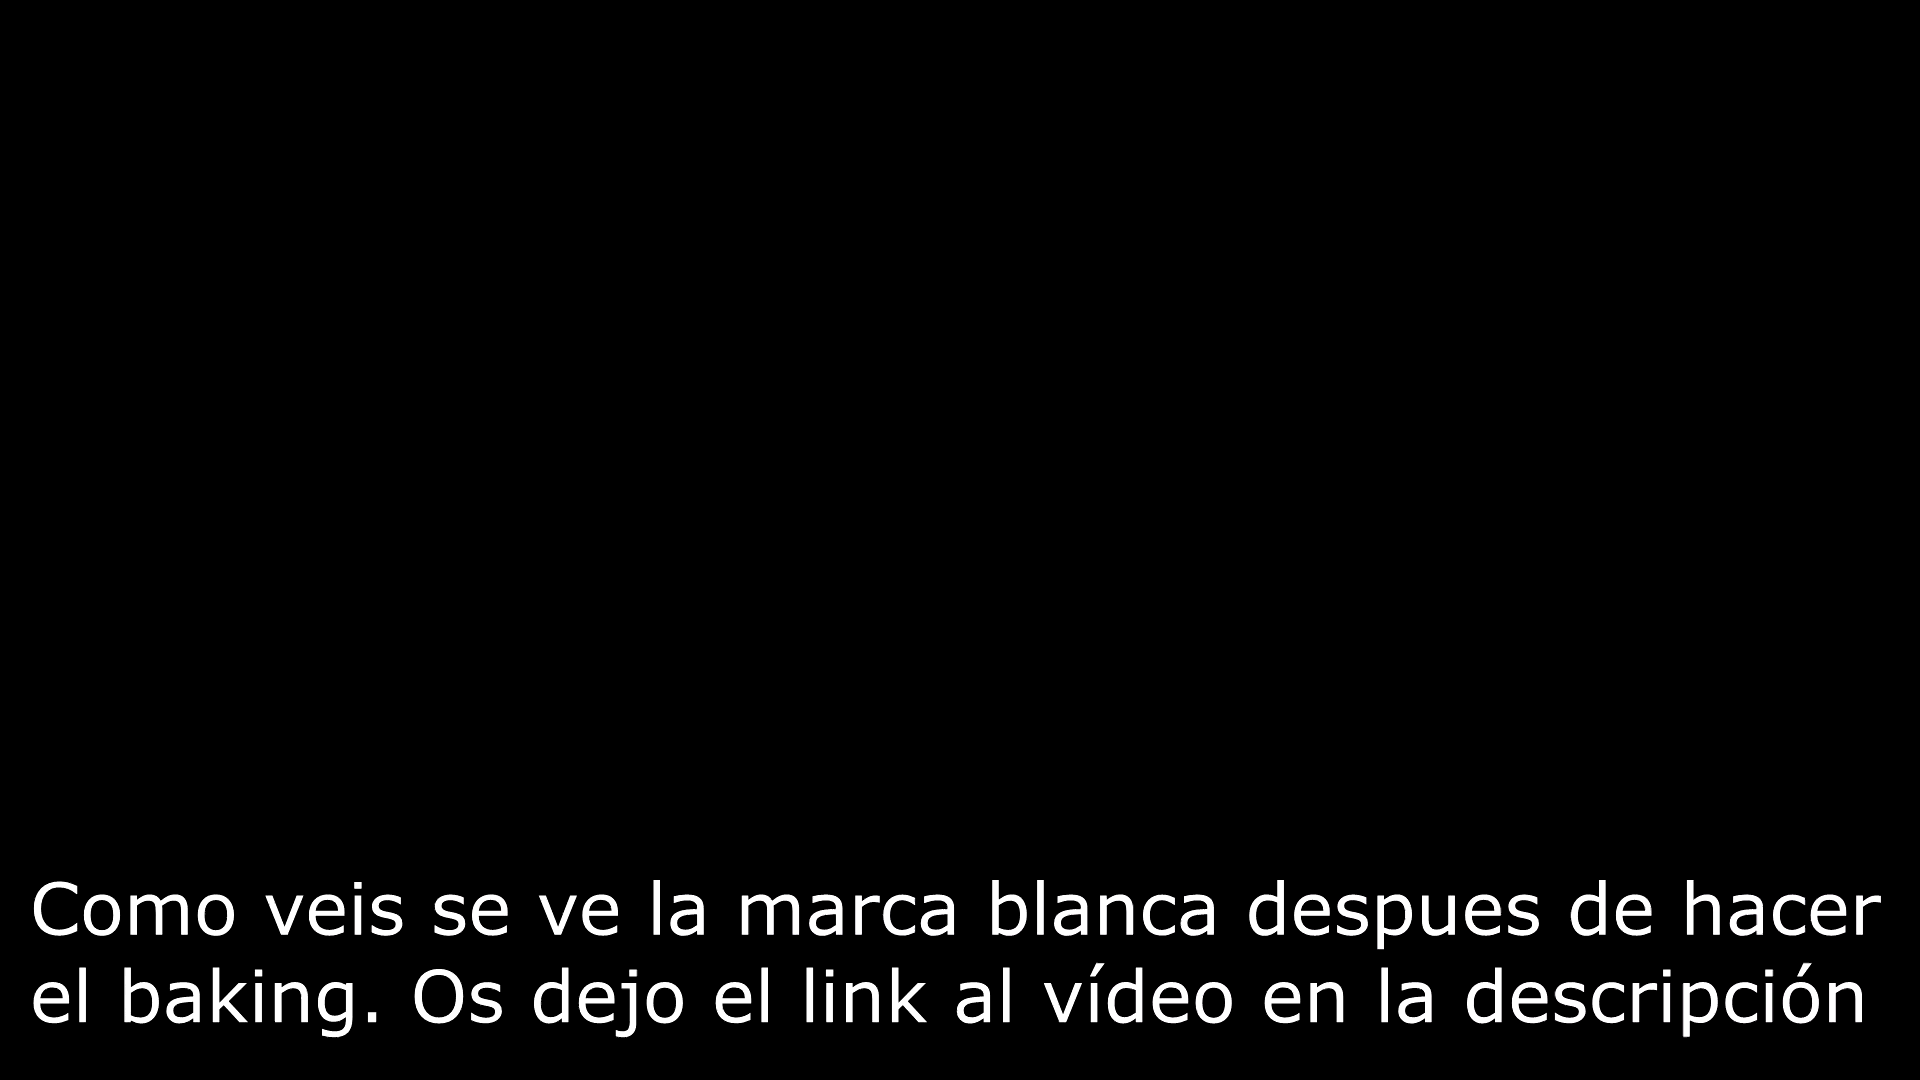 Como veis se ve la marca blanca despues de hacer
el baking. Os dejo el link al vídeo en la descripción